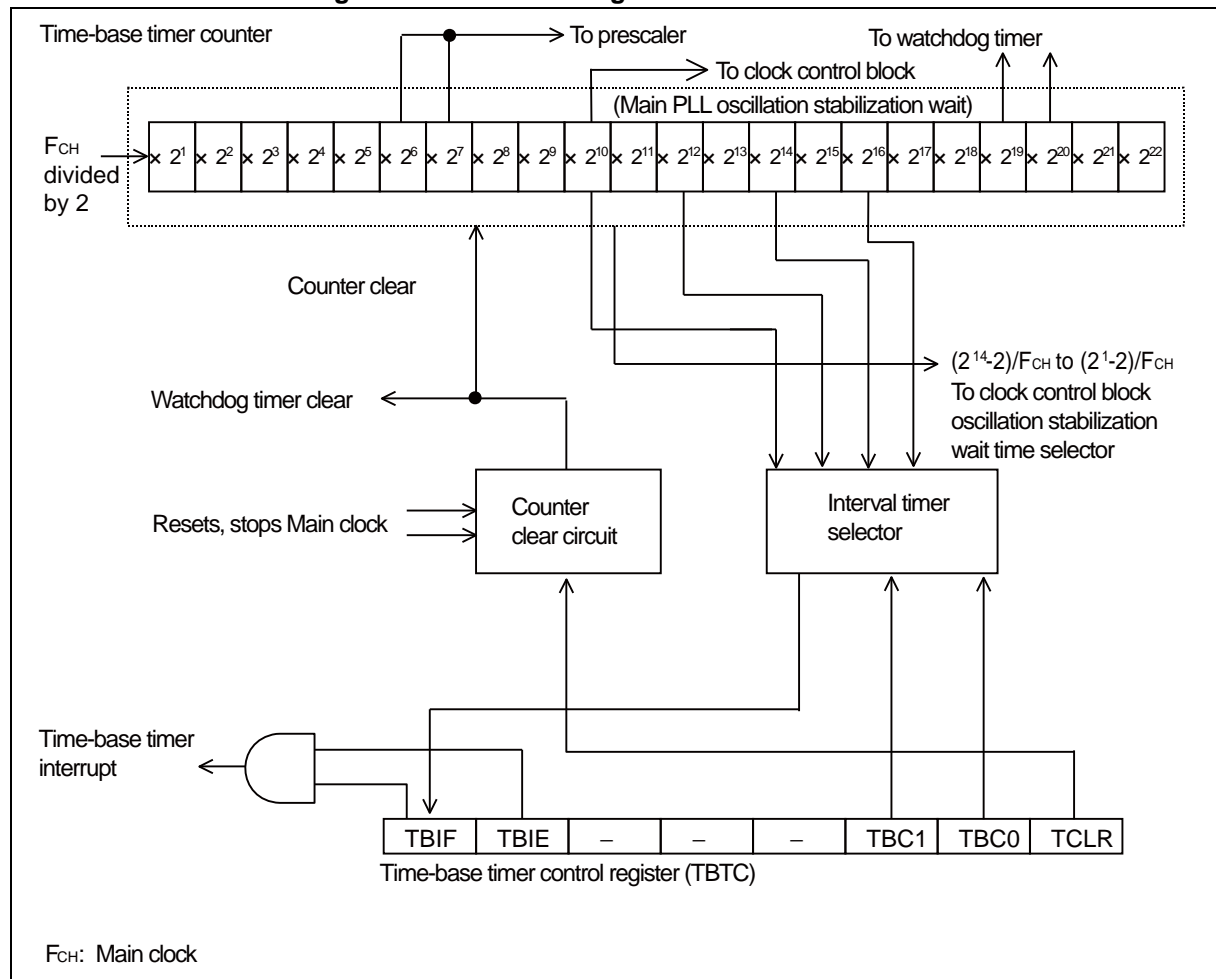 Time-base timer counter
To prescaler
To watchdog timer
To clock control block
(Main PLL oscillation stabilization wait)
FCH
divided
by 2
× 2¹ × 2² × 2³ × 2⁴ × 2⁵ × 2⁶ × 2⁷ × 2⁸ × 2⁹ × 2¹⁰ × 2¹¹ × 2¹² × 2¹³ × 2¹⁴ × 2¹⁵ × 2¹⁶ × 2¹⁷ × 2¹⁸ × 2¹⁹ × 2²⁰ × 2²¹ × 2²²
Counter clear
(2¹⁴-2)/FCH to (2¹-2)/FCH
To clock control block
oscillation stabilization
wait time selector
Watchdog timer clear
Resets, stops Main clock
Counter
clear circuit
Interval timer
selector
Time-base timer
interrupt
TBIF TBIE – – – TBC1 TBC0 TCLR
Time-base timer control register (TBTC)
FCH: Main clock